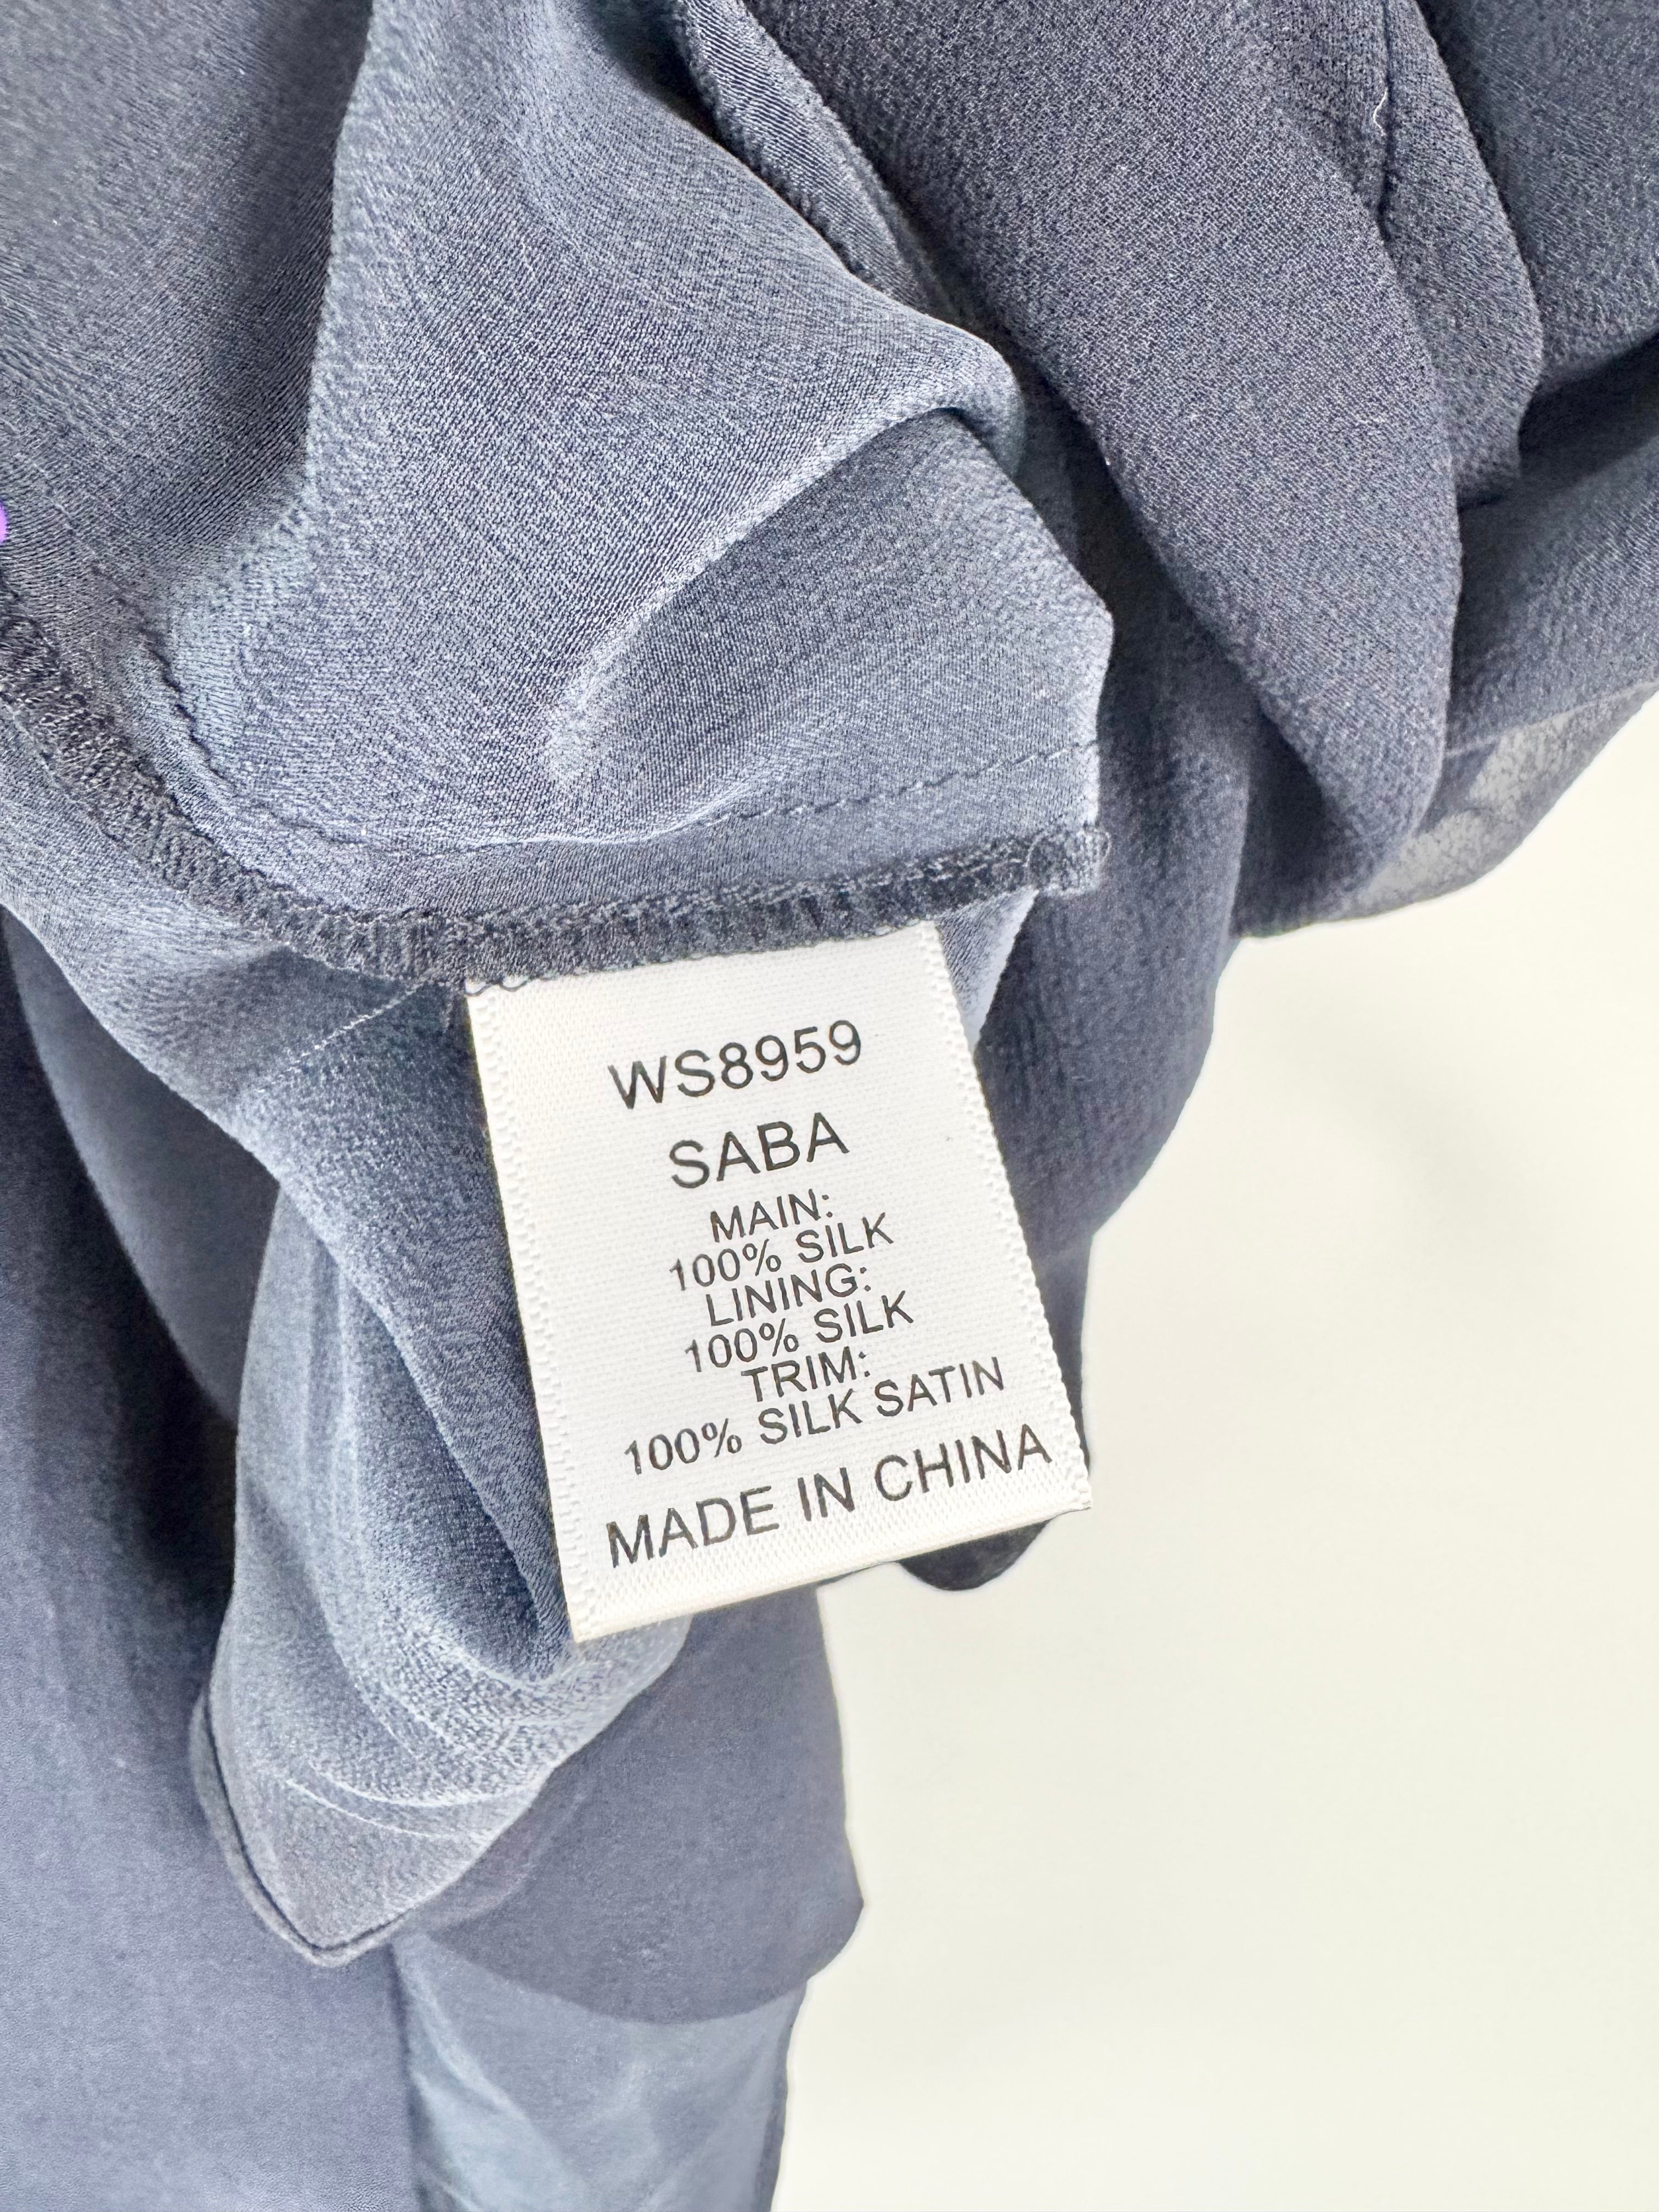 WS8959
SABA
MAIN:
100% SILK
LINING:
100% SILK
TRIM:
100% SILK SATIN
MADE IN CHINA